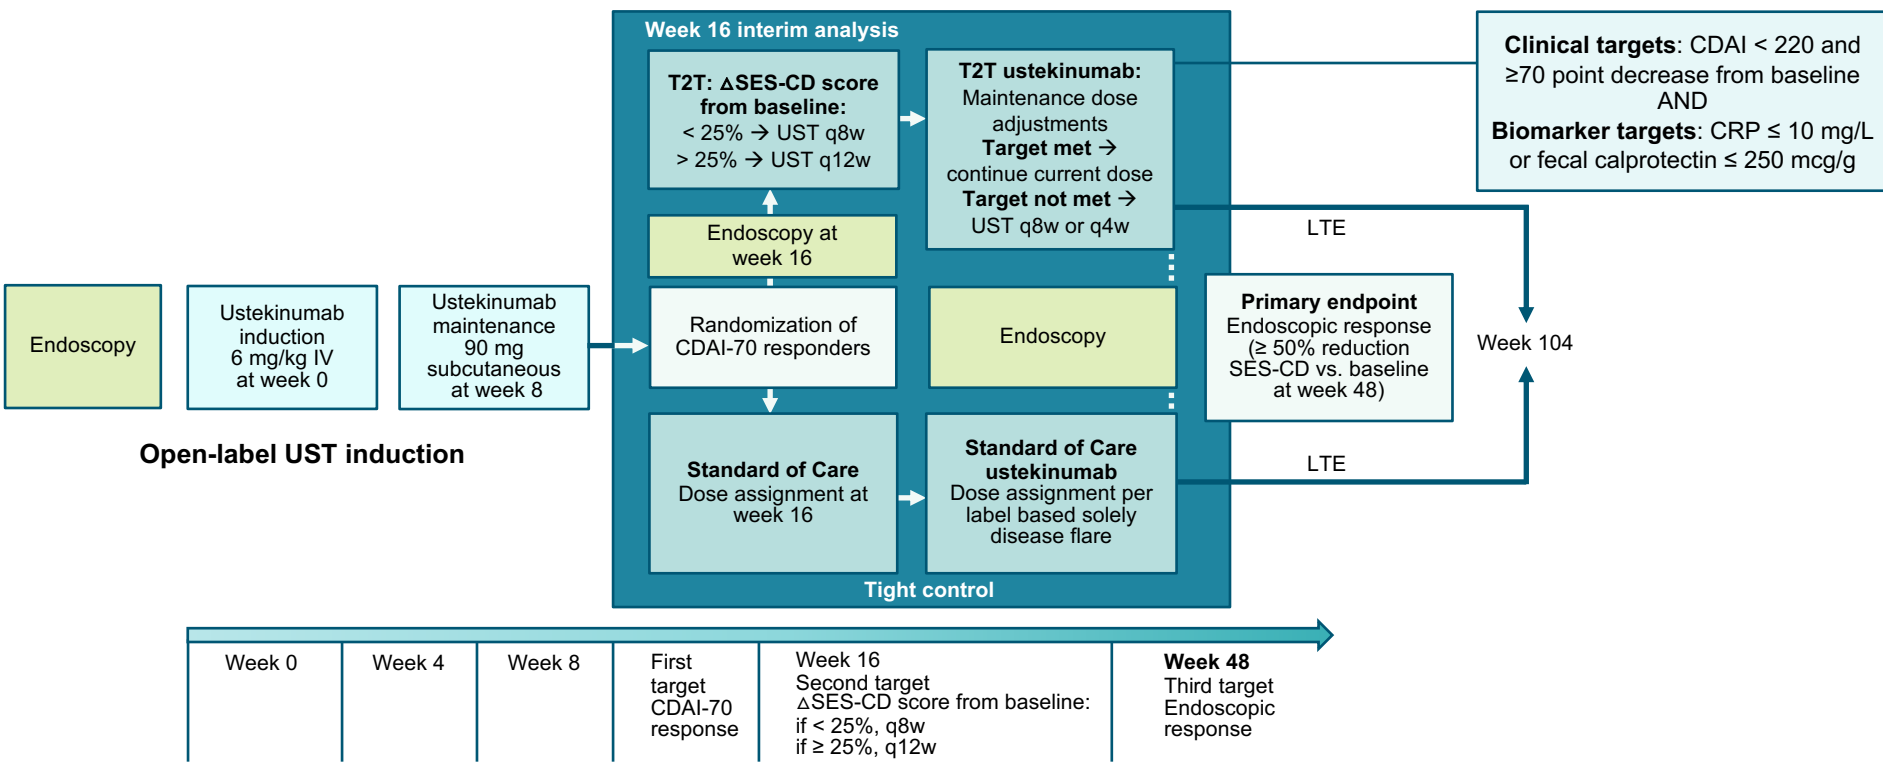 Week 16 interim analysis
T2T: △SES-CD score
from baseline:
< 25% → UST q8w
> 25% → UST q12w
T2T ustekinumab:
Maintenance dose
adjustments
Target met →
continue current dose
Target not met →
UST q8w or q4w
Clinical targets: CDAI < 220 and
≥70 point decrease from baseline
AND
Biomarker targets: CRP ≤ 10 mg/L
or fecal calprotectin ≤ 250 mcg/g
Endoscopy at
week 16
LTE
Endoscopy
Ustekinumab
induction
6 mg/kg IV
at week 0
Ustekinumab
maintenance
90 mg
subcutaneous
at week 8
Randomization of
CDAI-70 responders
Endoscopy
Primary endpoint
Endoscopic response
(≥ 50% reduction
SES-CD vs. baseline
at week 48)
Week 104
Open-label UST induction
Standard of Care
Dose assignment at
week 16
Standard of Care
ustekinumab
Dose assignment per
label based solely
disease flare
LTE
Tight control
Week 0
Week 4
Week 8
First
target
CDAI-70
response
Week 16
Second target
△SES-CD score from baseline:
if < 25%, q8w
if ≥ 25%, q12w
Week 48
Third target
Endoscopic
response